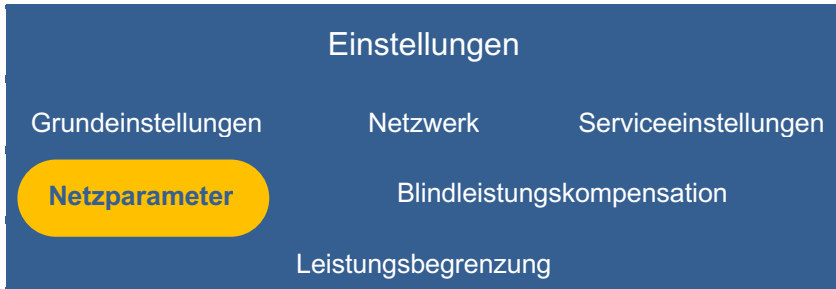 Einstellungen
Grundeinstellungen Netzwerk Serviceeinstellungen
Netzparameter Blindleistungskompensation
Leistungsbegrenzung